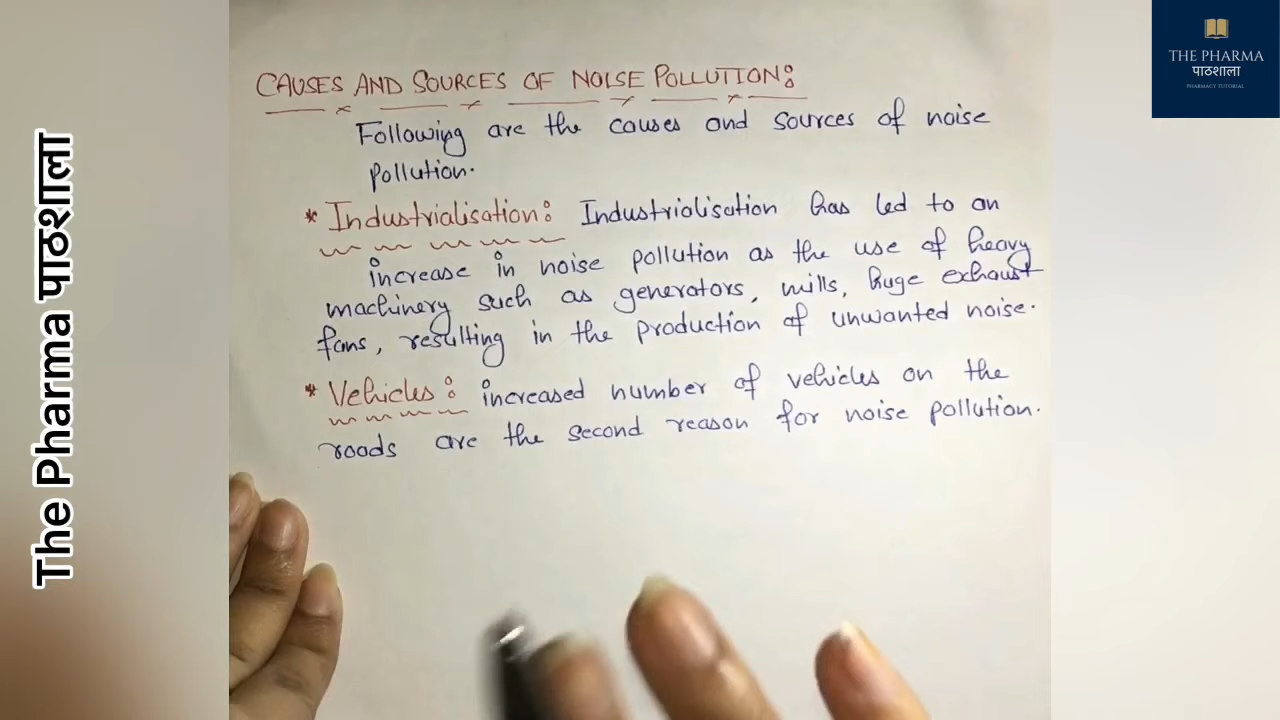 The Pharma पाठशाला
THE PHARMA
पाठशाला
PHARMACY TUTORIAL
CAUSES AND SOURCES OF NOISE POLLUTION:
Following are the causes and sources of noise
pollution.
* Industrialisation: Industrialisation has led to an
increase in noise pollution as the use of heavy
machinery such as generators, mills, huge exhaust
fans, resulting in the production of unwanted noise.
* Vehicles: increased number of vehicles on the
roads are the second reason for noise pollution.